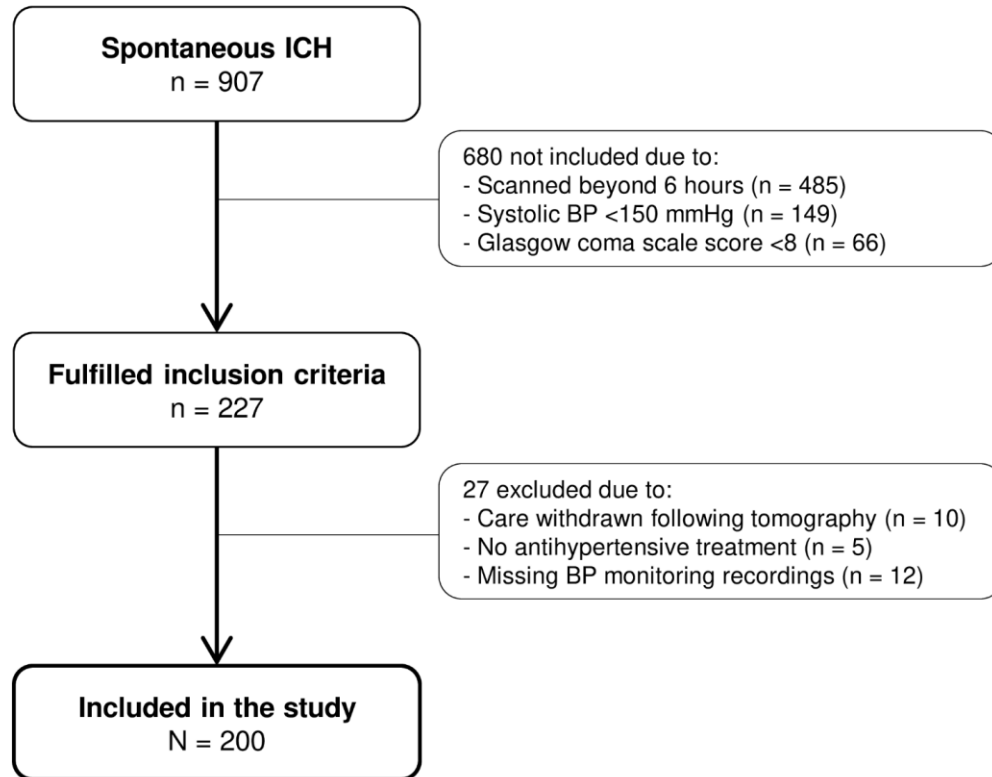 Spontaneous ICH
n = 907
680 not included due to:
- Scanned beyond 6 hours (n = 485)
- Systolic BP <150 mmHg (n = 149)
- Glasgow coma scale score <8 (n = 66)
Fulfilled inclusion criteria
n = 227
27 excluded due to:
- Care withdrawn following tomography (n = 10)
- No antihypertensive treatment (n = 5)
- Missing BP monitoring recordings (n = 12)
Included in the study
N = 200